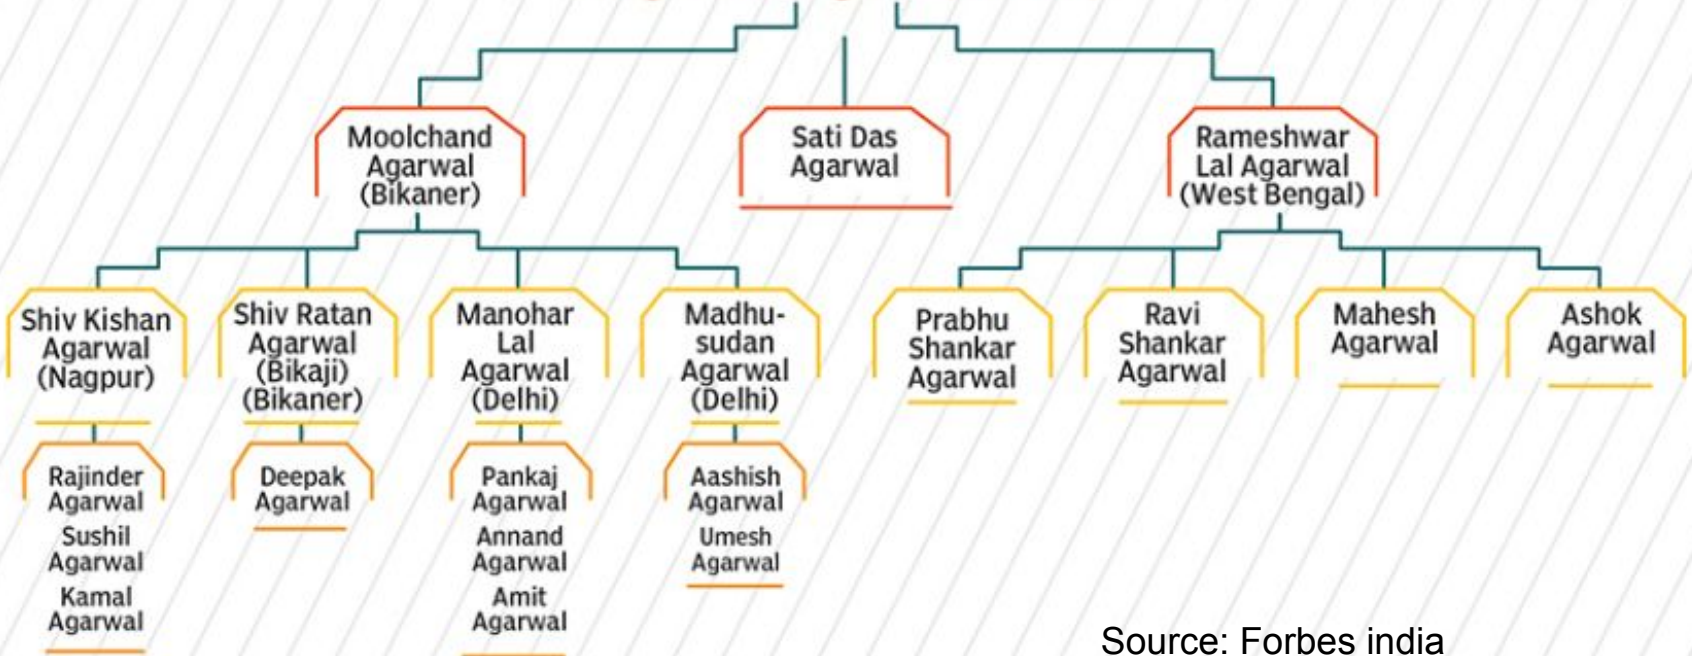 Moolchand
Agarwal
(Bikaner)
Sati Das
Agarwal
Rameshwar
Lal Agarwal
(West Bengal)
Shiv Kishan
Agarwal
(Nagpur)
Shiv Ratan
Agarwal
(Bikaji)
(Bikaner)
Manohar
Lal
Agarwal
(Delhi)
Madhu-
sudan
Agarwal
(Delhi)
Prabhu
Shankar
Agarwal
Ravi
Shankar
Agarwal
Mahesh
Agarwal
Ashok
Agarwal
Rajinder
Agarwal
Sushil
Agarwal
Kamal
Agarwal
Deepak
Agarwal
Pankaj
Agarwal
Annand
Agarwal
Amit
Agarwal
Aashish
Agarwal
Umesh
Agarwal
Source: Forbes india